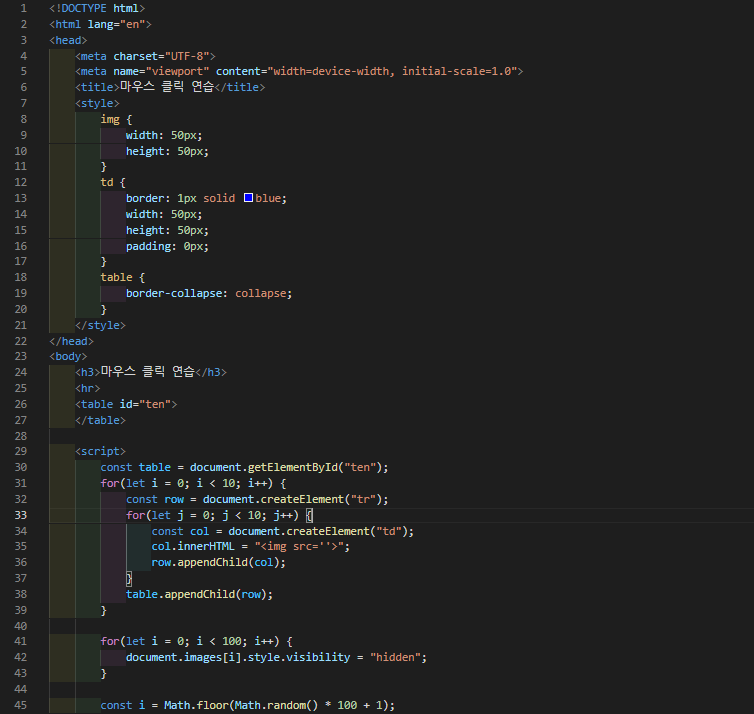 1 <!DOCTYPE html>
2 <html lang="en">
3 <head>
4     <meta charset="UTF-8">
5     <meta name="viewport" content="width=device-width, initial-scale=1.0">
6     <title>마우스 클릭 연습</title>
7     <style>
8         img {
9             width: 50px;
10             height: 50px;
11         }
12         td {
13             border: 1px solid blue;
14             width: 50px;
15             height: 50px;
16             padding: 0px;
17         }
18         table {
19             border-collapse: collapse;
20         }
21     </style>
22 </head>
23 <body>
24     <h3>마우스 클릭 연습</h3>
25     <hr>
26     <table id="ten">
27     </table>
28
29     <script>
30         const table = document.getElementById("ten");
31         for(let i = 0; i < 10; i++) {
32             const row = document.createElement("tr");
33             for(let j = 0; j < 10; j++) {
34                 const col = document.createElement("td");
35                 col.innerHTML = "<img src=''>";
36                 row.appendChild(col);
37             }
38             table.appendChild(row);
39         }
40
41         for(let i = 0; i < 100; i++) {
42             document.images[i].style.visibility = "hidden";
43         }
44
45         const i = Math.floor(Math.random() * 100 + 1);